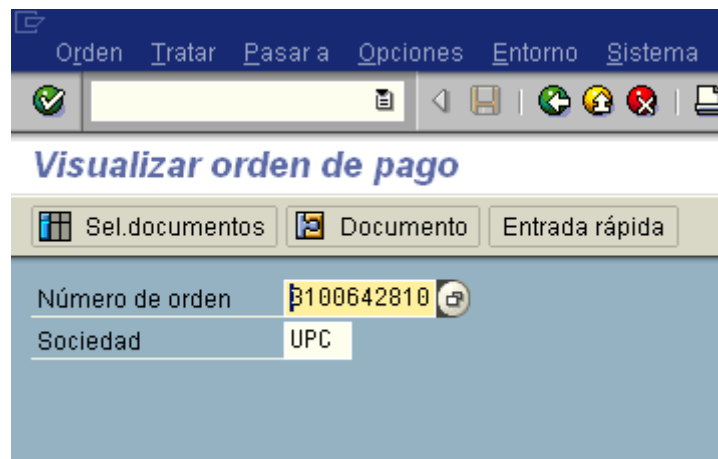 Orden Tratar Pasar a Opciones Entorno Sistema
Visualizar orden de pago
Sel.documentos Documento Entrada rápida
Número de orden 3100642810
Sociedad UPC